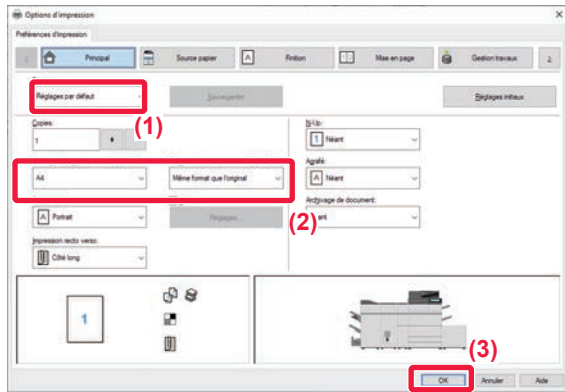 Options d'impression
Préférences d'impression
Principal
Source papier
Finition
Mise en page
Gestion travaux
Réglages par défaut
Sauvegarder
Réglages initiaux
(1)
Copies:
1
N-Up:
1 Néant
Agrafé:
A4
Même format que l'original
A Néant
Archivage de document:
(2)
A Portrait
Réglages...
Impression recto verso:
Côté long
1
(3)
OK
Annuler
Aide